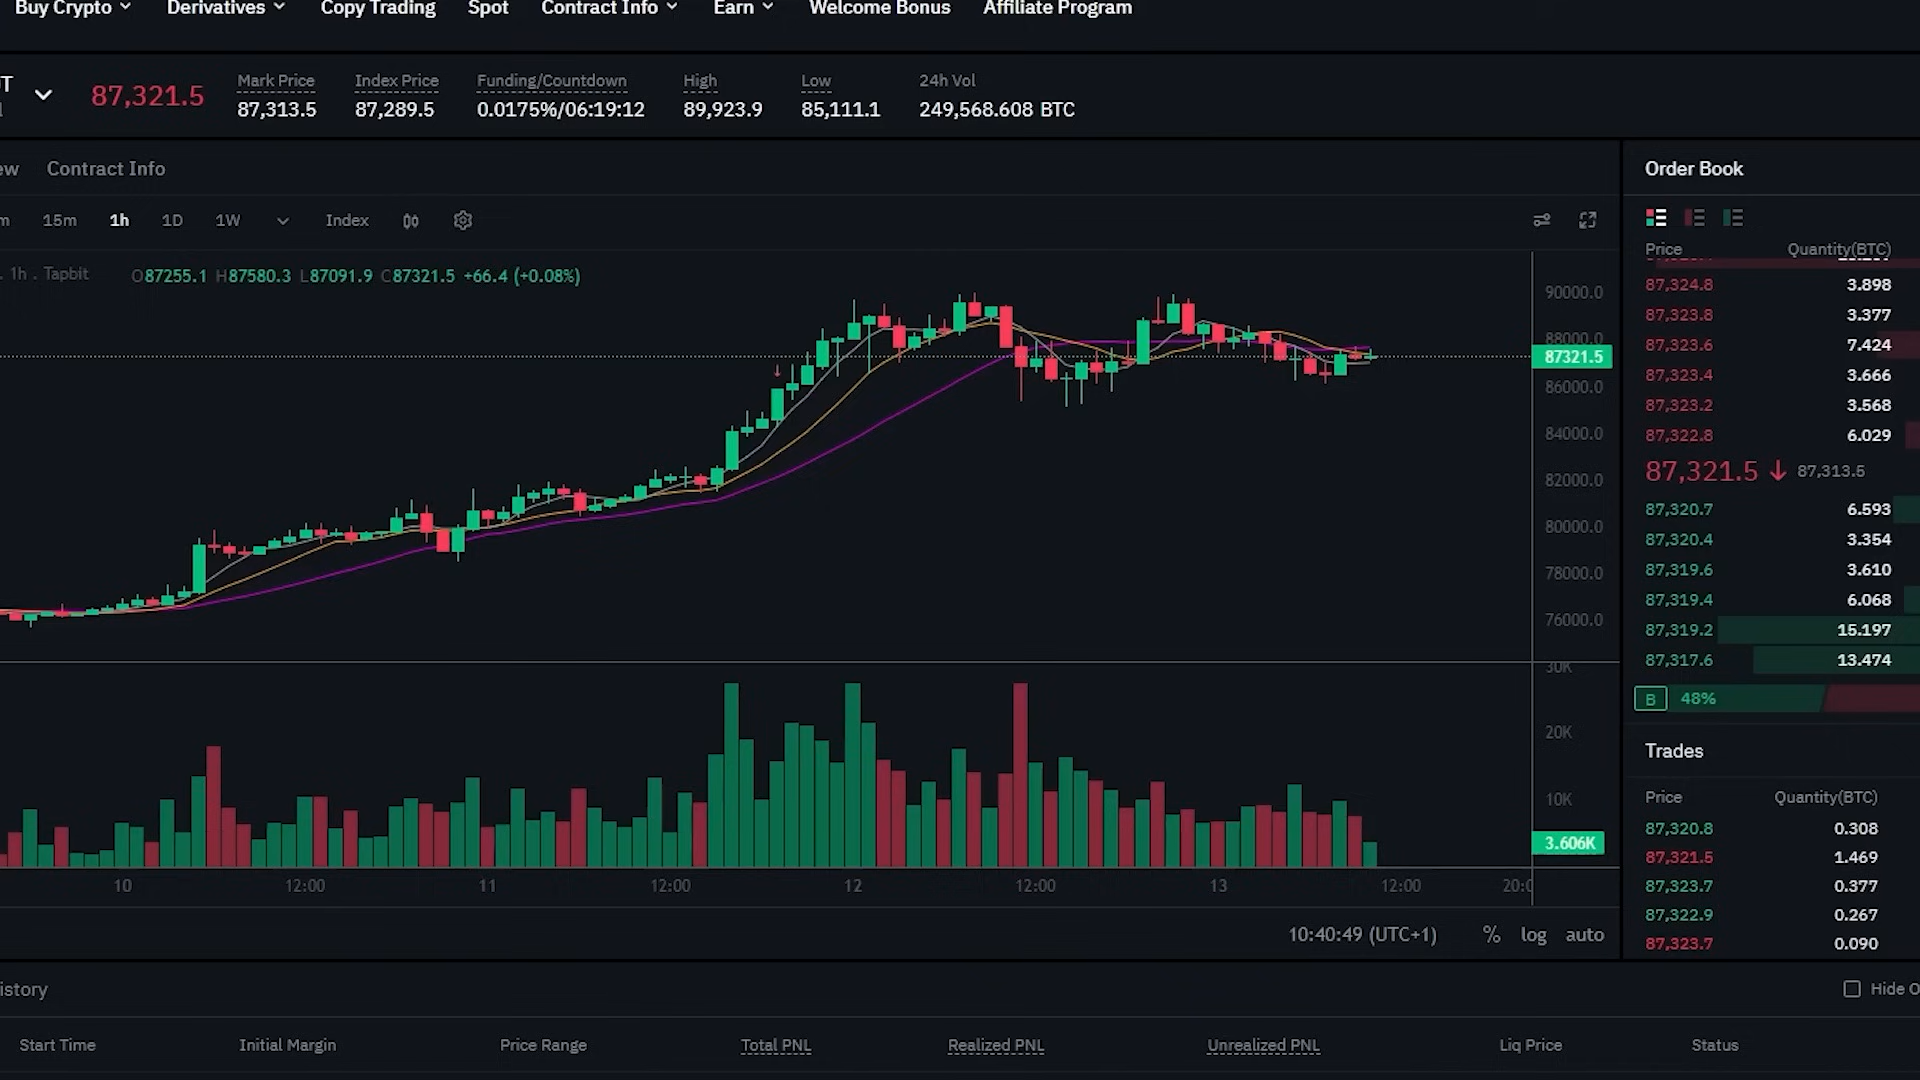 Buy Crypto Derivatives Copy Trading Spot Contract Info Earn Welcome Bonus Affiliate Program
87,321.5
Mark Price
87,313.5
Index Price
87,289.5
Funding/Countdown
0.0175%/06:19:12
High
89,923.9
Low
85,111.1
24h Vol
249,568.608 BTC
Contract Info
15m 1h 1D 1W Index
. 1h . Tapbit O87255.1 H87580.3 L87091.9 C87321.5 +66.4 (+0.08%)
90000.0
88000.0
87321.5
86000.0
84000.0
82000.0
80000.0
78000.0
76000.0
30K
20K
10K
3.606K
10 12:00 11 12:00 12 12:00 13 12:00
10:40:49 (UTC+1) % log auto
Order Book
Price Quantity(BTC)
87,324.8 3.898
87,323.8 3.377
87,323.6 7.424
87,323.4 3.666
87,323.2 3.568
87,322.8 6.029
87,321.5 ↓ 87,313.5
87,320.7 6.593
87,320.4 3.354
87,319.6 3.610
87,319.4 6.068
87,319.2 15.197
87,317.6 13.474
B 48%
Trades
Price Quantity(BTC)
87,320.8 0.308
87,321.5 1.469
87,323.7 0.377
87,322.9 0.267
87,323.7 0.090
istory
Hide O
Start Time Initial Margin Price Range Total PNL Realized PNL Unrealized PNL Liq Price Status